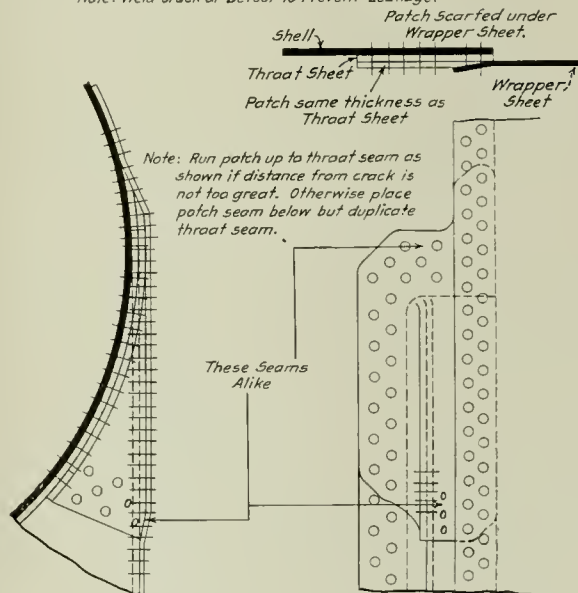 Note: Weld Crack or Defect to Prevent Leakage.
Patch Scarfed under
Wrapper Sheet.
Shell
Throat Sheet
Patch same thickness as
Throat Sheet
Wrapper
Sheet
Note: Run patch up to throat seam as
shown if distance from crack is
not too great. Otherwise place
patch seam below but duplicate
throat seam.
These Seams
Alike